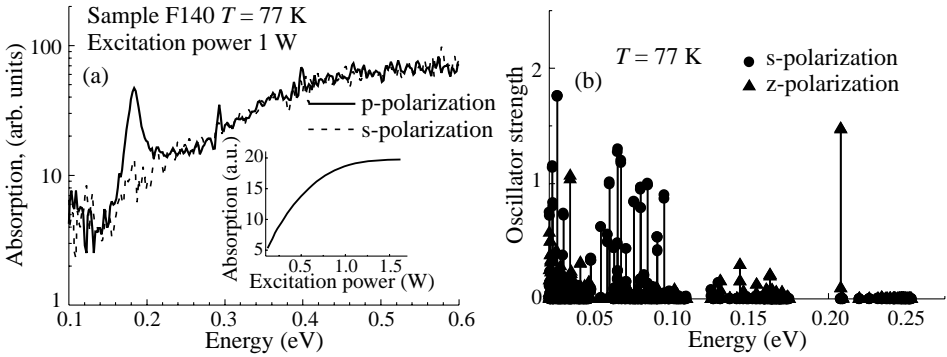 Sample F140 T = 77 K
Excitation power 1 W
(a)
p-polarization
s-polarization
Absorption, (arb. units)
100
10
1
0.1 0.2 0.3 0.4 0.5 0.6
Energy (eV)
Absorption (a.u.)
20
15
10
5
0.5 1.0 1.5
Excitation power (W)
(b)
T = 77 K
s-polarization
z-polarization
Oscillator strength
2
1
0
0.05 0.10 0.15 0.20 0.25
Energy (eV)